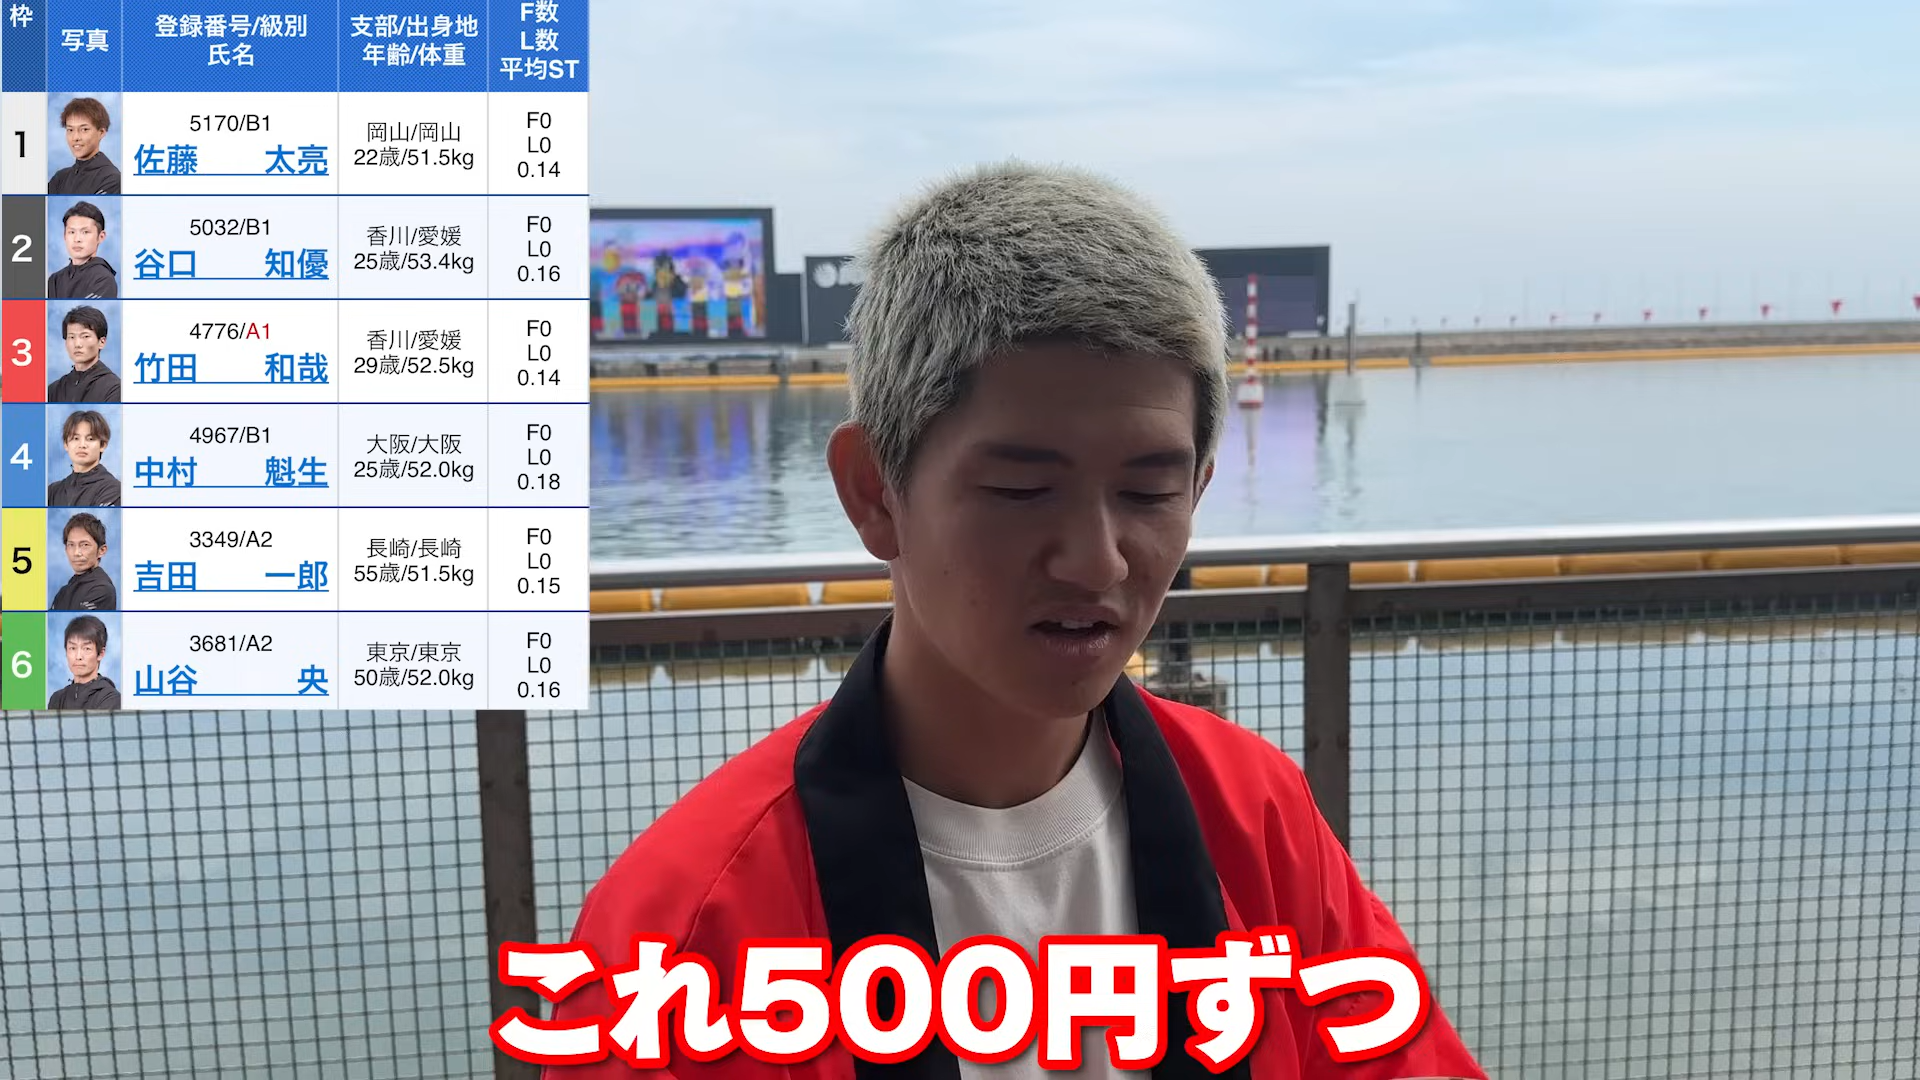 枠
写真
登録番号/級別
氏名
支部/出身地
年齢/体重
F数
L数
平均ST
1
5170/B1
佐藤 太亮
岡山/岡山
22歳/51.5kg
F0
L0
0.14
2
5032/B1
谷口 知優
香川/愛媛
25歳/53.4kg
F0
L0
0.16
3
4776/A1
竹田 和哉
香川/愛媛
29歳/52.5kg
F0
L0
0.14
4
4967/B1
中村 魁生
大阪/大阪
25歳/52.0kg
F0
L0
0.18
5
3349/A2
吉田 一郎
長崎/長崎
55歳/51.5kg
F0
L0
0.15
6
3681/A2
山谷 央
東京/東京
50歳/52.0kg
F0
L0
0.16
これ500円ずつ